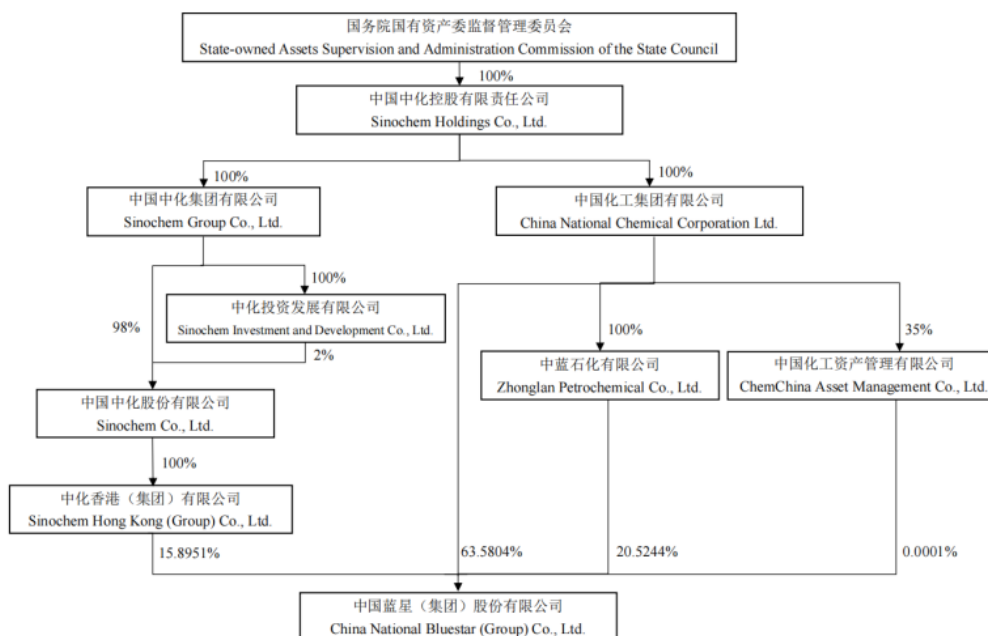 国务院国有资产委监督管理委员会
State-owned Assets Supervision and Administration Commission of the State Council
100%
中国中化控股有限责任公司
Sinochem Holdings Co., Ltd.
100%
100%
中国中化集团有限公司
Sinochem Group Co., Ltd.
中国化工集团有限公司
China National Chemical Corporation Ltd.
100%
中化投资发展有限公司
Sinochem Investment and Development Co., Ltd.
98%
2%
100%
35%
中蓝石化有限公司
Zhonglan Petrochemical Co., Ltd.
中国化工资产管理有限公司
ChemChina Asset Management Co., Ltd.
中国中化股份有限公司
Sinochem Co., Ltd.
100%
中化香港（集团）有限公司
Sinochem Hong Kong (Group) Co., Ltd.
15.8951%
63.5804%
20.5244%
0.0001%
中国蓝星（集团）股份有限公司
China National Bluestar (Group) Co., Ltd.